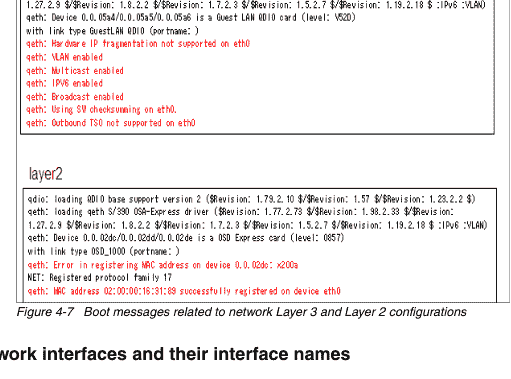 1.27.2.9 $/$Revision: 1.8.2.2 $/$Revision: 1.7.2.3 $/$Revision: 1.5.2.7 $/$Revision: 1.19.2.18 $ :IPv6 :VLAN)
qeth: Device 0.0.05a4/0.0.05a5/0.0.05a6 is a Guest LAN QDIO card (level: V520)
with link type GuestLAN QDIO (portname: )
qeth: Hardware IP fragmentation not supported on eth0
qeth: VLAN enabled
qeth: Multicast enabled
qeth: IPV6 enabled
qeth: Broadcast enabled
qeth: Using SW checksumming on eth0.
qeth: Outbound TSO not supported on eth0
layer2
qdio: loading QDIO base support version 2 ($Revision: 1.79.2.10 $/$Revision: 1.57 $/$Revision: 1.23.2.2 $)
qeth: loading qeth S/390 OSA-Express driver ($Revision: 1.77.2.73 $/$Revision: 1.98.2.33 $/$Revision:
1.27.2.9 $/$Revision: 1.8.2.2 $/$Revision: 1.7.2.3 $/$Revision: 1.5.2.7 $/$Revision: 1.19.2.18 $ :IPv6 :VLAN)
qeth: Device 0.0.02dc/0.0.02dd/0.0.02de is a OSD Express card (level: 0857)
with link type OSD_1000 (portname: )
qeth: Error in registering MAC address on device 0.0.02dc: x200a
NET: Registered protocol family 17
qeth: MAC address 02:00:00:16:31:89 successfully registered on device eth0
Figure 4-7 Boot messages related to network Layer 3 and Layer 2 configurations
work interfaces and their interface names